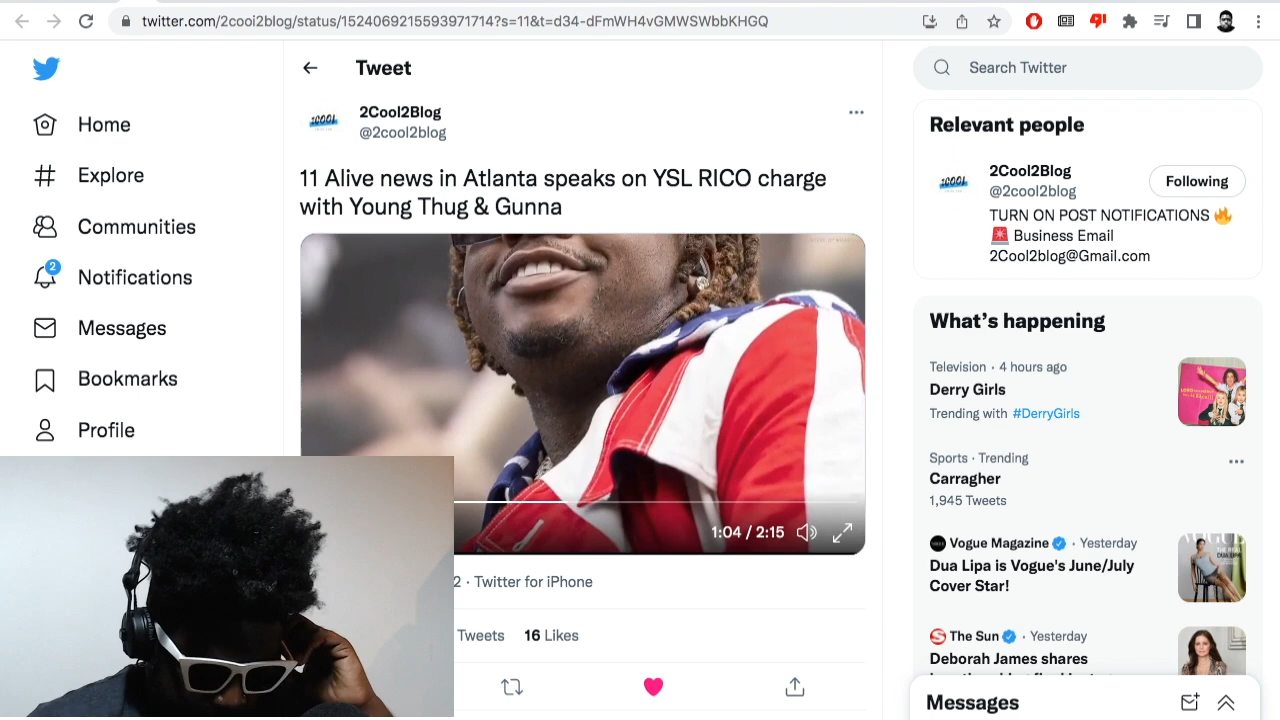 twitter.com/2cool2blog/status/1524069215593971714?s=11&t=d34-dFmWH4vGMWSWbbKHGQ
Home
Explore
Communities
2
Notifications
Messages
Bookmarks
Profile
Tweet
2Cool2Blog
@2cool2blog
11 Alive news in Atlanta speaks on YSL RICO charge
with Young Thug & Gunna
1:04 / 2:15
2 · Twitter for iPhone
Tweets 16 Likes
Search Twitter
Relevant people
2Cool2Blog
@2cool2blog
Following
TURN ON POST NOTIFICATIONS 🔥
🚨 Business Email
2Cool2blog@Gmail.com
What's happening
Television · 4 hours ago
Derry Girls
Trending with #DerryGirls
Sports · Trending
Carragher
1,945 Tweets
Vogue Magazine · Yesterday
Dua Lipa is Vogue's June/July
Cover Star!
The Sun · Yesterday
Deborah James shares
Messages